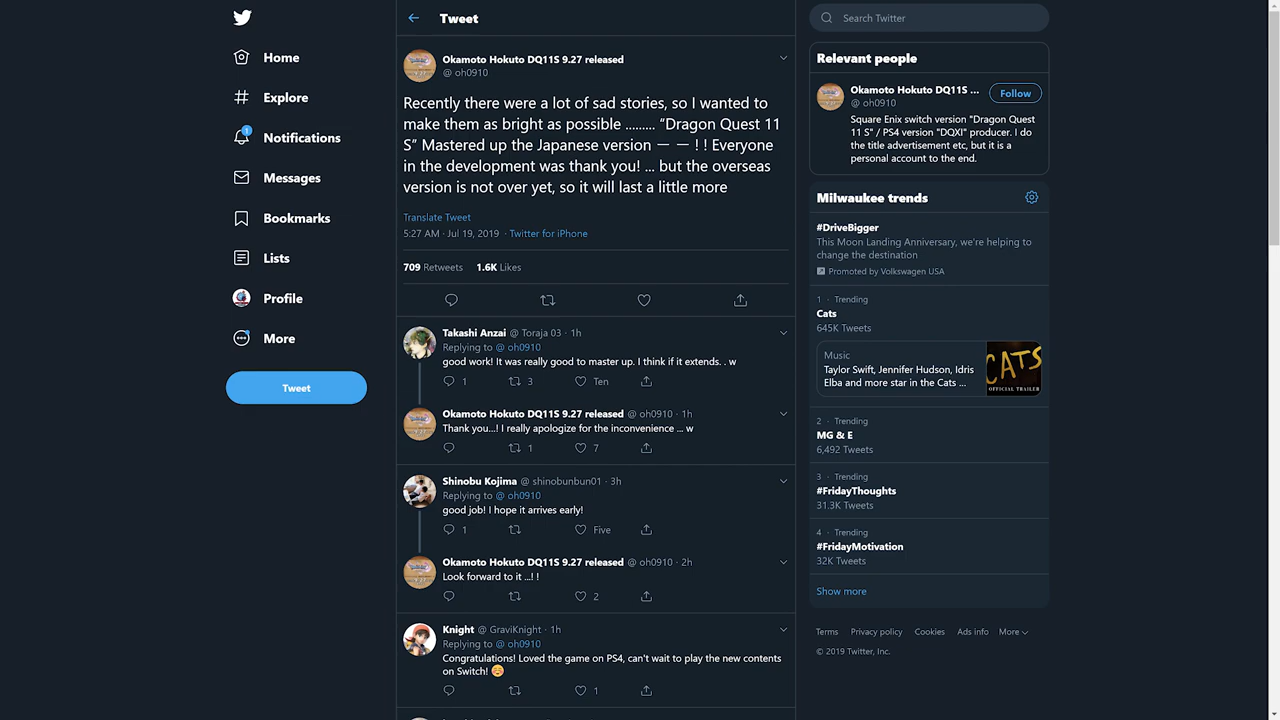 Home
Explore
1
Notifications
Messages
Bookmarks
Lists
Profile
More
Tweet
Tweet
Okamoto Hokuto DQ11S 9.27 released
@ oh0910
Recently there were a lot of sad stories, so I wanted to
make them as bright as possible ......... "Dragon Quest 11
S" Mastered up the Japanese version － － ! ! Everyone
in the development was thank you! ... but the overseas
version is not over yet, so it will last a little more
Translate Tweet
5:27 AM · Jul 19, 2019 · Twitter for iPhone
709 Retweets 1.6K Likes
Takashi Anzai @ Toraja 03 · 1h
Replying to @ oh0910
good work! It was really good to master up. I think if it extends. . w
1 3 Ten
Okamoto Hokuto DQ11S 9.27 released @ oh0910 · 1h
Thank you...! I really apologize for the inconvenience ... w
1 7
Shinobu Kojima @ shinobunbun01 · 3h
Replying to @ oh0910
good job! I hope it arrives early!
1 Five
Okamoto Hokuto DQ11S 9.27 released @ oh0910 · 2h
Look forward to it ...! !
2
Knight @ GraviKnight · 1h
Replying to @ oh0910
Congratulations! Loved the game on PS4, can't wait to play the new contents
on Switch! ☺️
1
Search Twitter
Relevant people
Okamoto Hokuto DQ11S ...
@ oh0910
Follow
Square Enix switch version "Dragon Quest
11 S" / PS4 version "DQXI" producer. I do
the title advertisement etc, but it is a
personal account to the end.
Milwaukee trends
#DriveBigger
This Moon Landing Anniversary, we're helping to
change the destination
Promoted by Volkswagen USA
1 · Trending
Cats
645K Tweets
Music
Taylor Swift, Jennifer Hudson, Idris
Elba and more star in the Cats ...
CATS
OFFICIAL TRAILER
2 · Trending
MG & E
6,492 Tweets
3 · Trending
#FridayThoughts
31.3K Tweets
4 · Trending
#FridayMotivation
32K Tweets
Show more
Terms Privacy policy Cookies Ads info More
© 2019 Twitter, Inc.